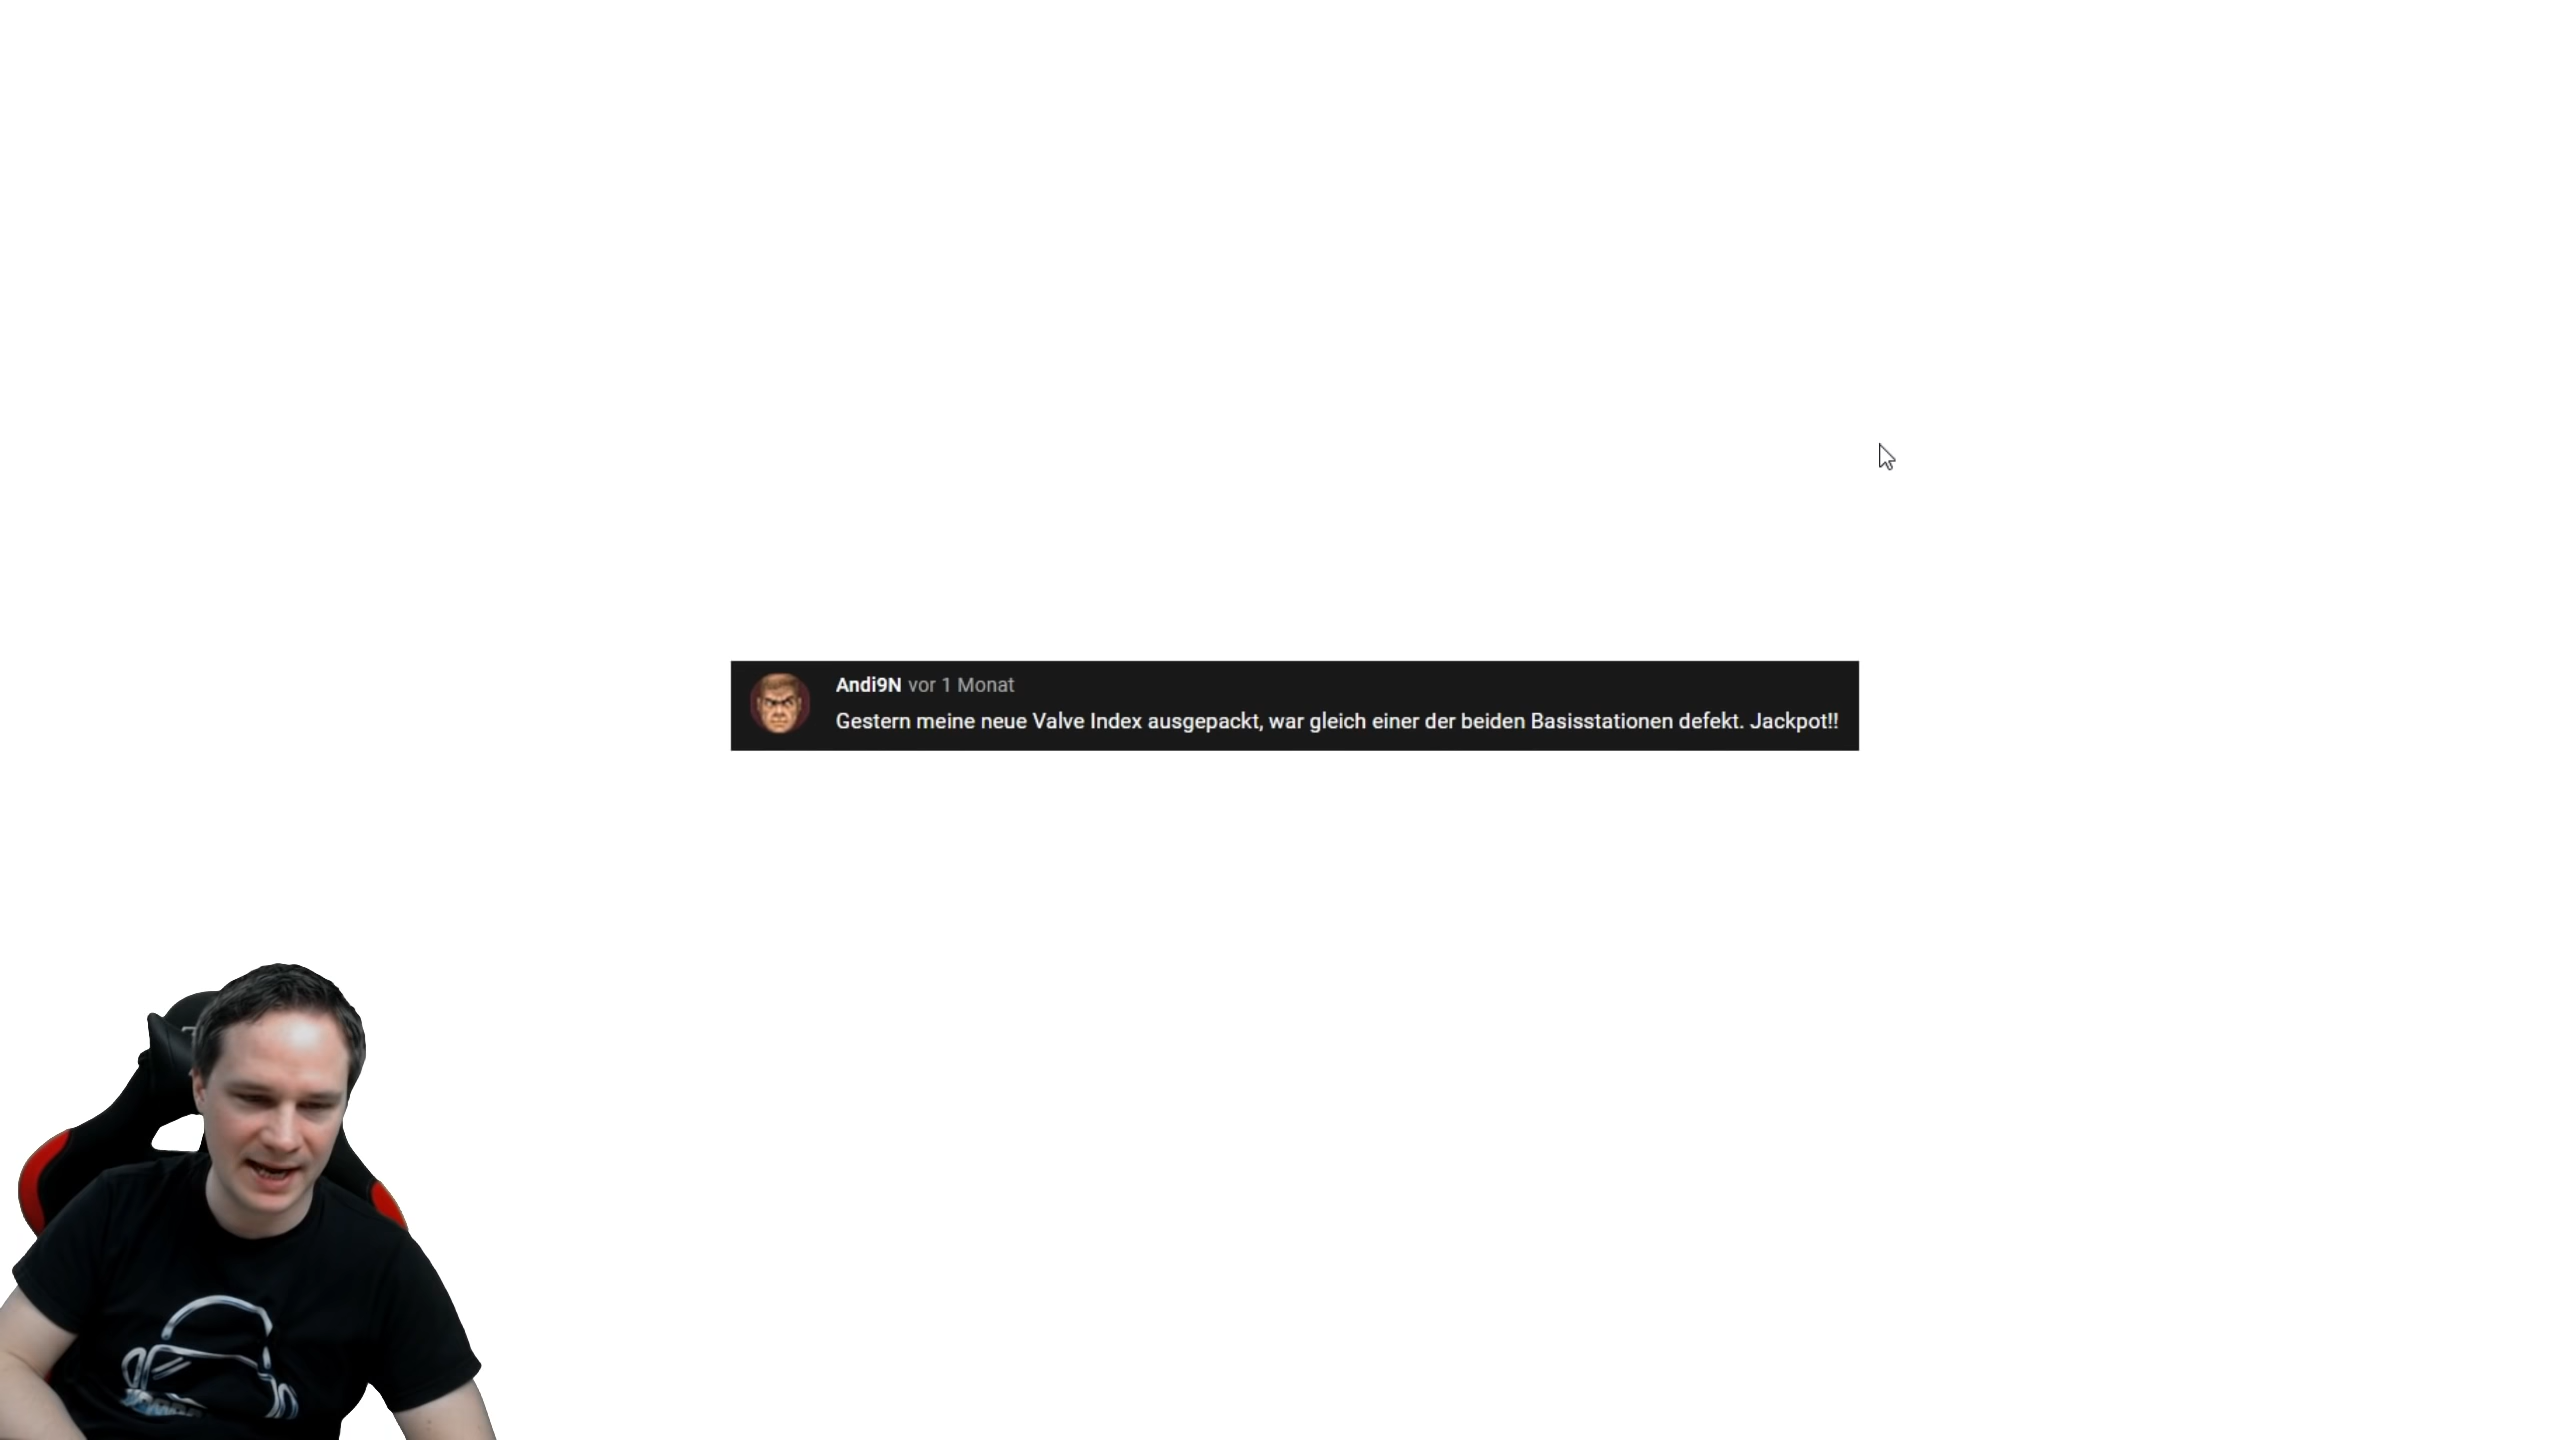 Andi9N vor 1 Monat
Gestern meine neue Valve Index ausgepackt, war gleich einer der beiden Basisstationen defekt. Jackpot!!